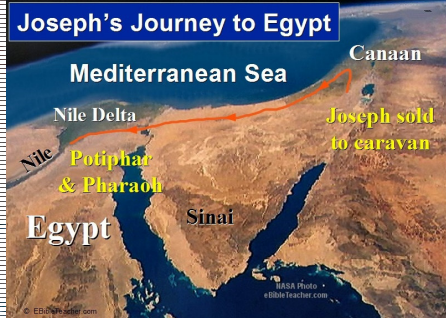 Joseph's Journey to Egypt
Canaan
Mediterranean Sea
Nile Delta
Joseph sold
to caravan
Nile
Potiphar
& Pharaoh
Egypt
Sinai
NASA Photo
eBibleTeacher.com
© EBibleTeacher.com